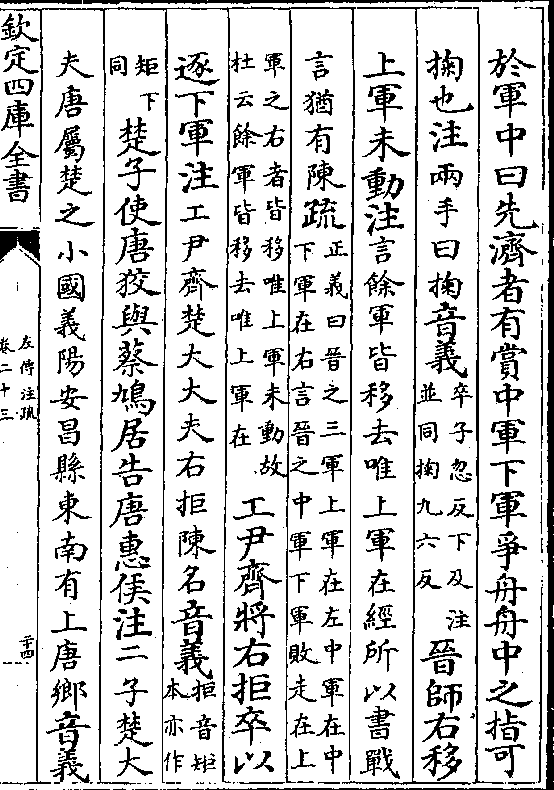 於軍中曰先濟者有賞中軍下軍爭舟舟中之指可
掬也注兩手曰掬音義卒子忽反下及注
並同掬九六反晉師右移
上軍未動注言餘軍皆移去唯上軍在經所以書戰
言猶有陳疏正義曰晉之三軍上軍在左中軍在中
下軍在右言晉之中軍下軍敗走在上
軍之右者皆移唯上軍未動故
杜云餘軍皆移去唯上軍在工尹齊將右拒卒以
逐下軍注工尹齊楚大大夫右拒陳名音義拒音矩
本亦作
矩下
同楚子使唐狡與蔡鳩居告唐惠侯注二子楚大
夫唐屬楚之小國義陽安昌縣東南有上唐鄉音義
欽定四庫全書
左傳注疏
卷二十三
二十四